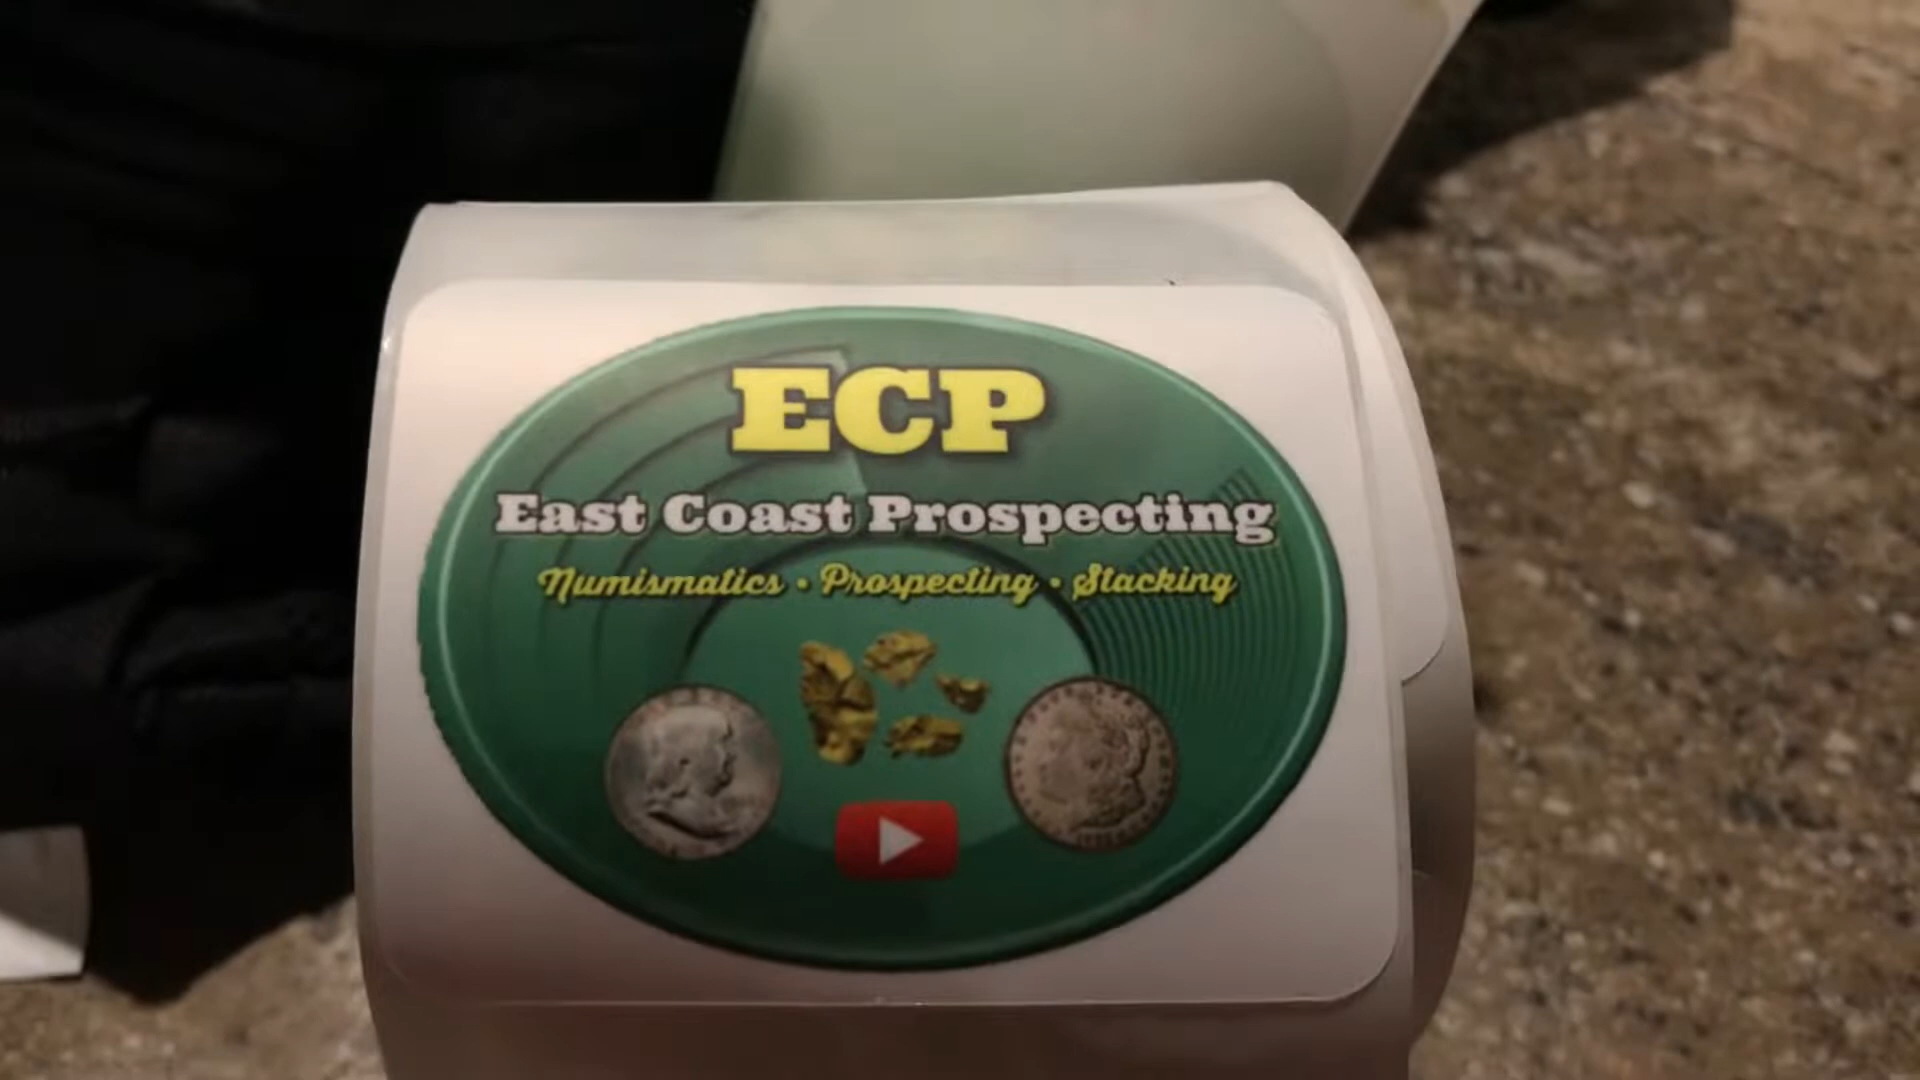 ECP
East Coast Prospecting
Numismatics • Prospecting • Stacking